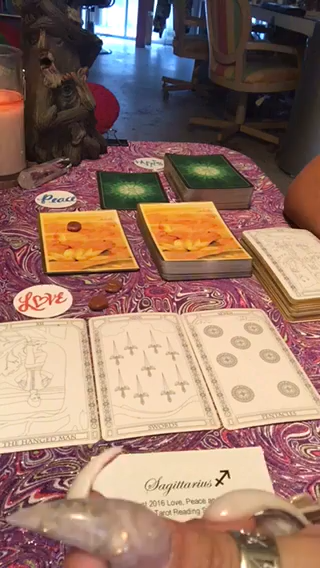 Peace
LOVE
THE HANGED MAN
SWORDS
PENTACLES
Sagittarius ♐
2016 Love, Peace
Tarot Reading